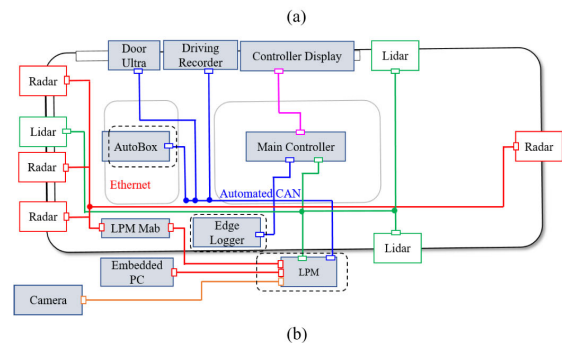 (a)
Door
Ultra
Driving
Recorder
Controller Display
Lidar
Radar
Lidar
AutoBox
Main Controller
Radar
Radar
Ethernet
Automated CAN
Radar
LPM Mab
Edge
Logger
Lidar
Embedded
PC
LPM
Camera
(b)